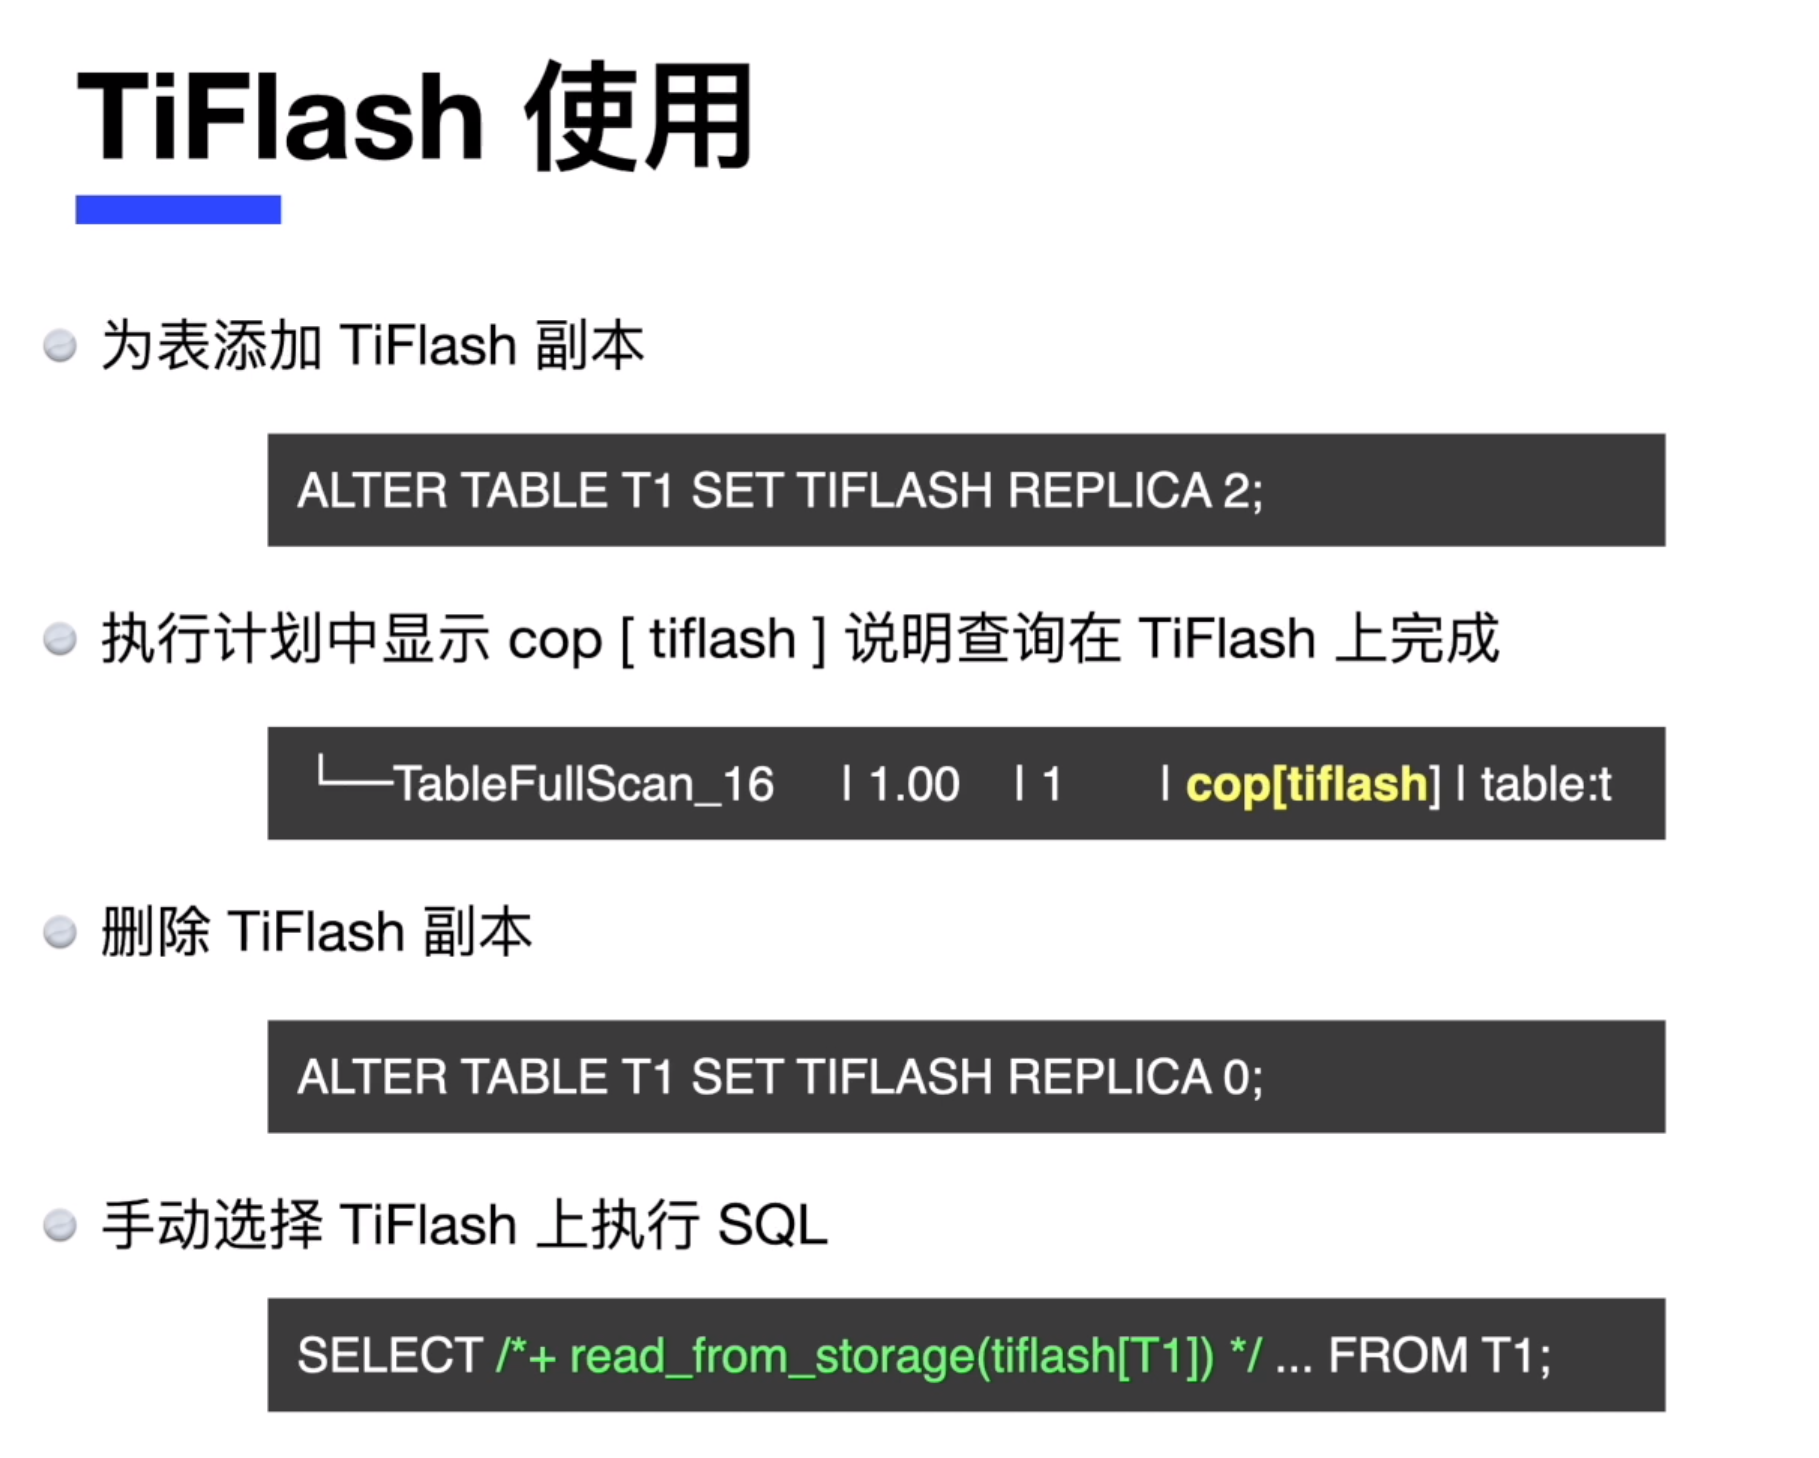 TiFlash 使用
为表添加 TiFlash 副本
ALTER TABLE T1 SET TIFLASH REPLICA 2;
执行计划中显示 cop [ tiflash ] 说明查询在 TiFlash 上完成
└──TableFullScan_16 | 1.00 | 1 | cop[tiflash] | table:t
删除 TiFlash 副本
ALTER TABLE T1 SET TIFLASH REPLICA 0;
手动选择 TiFlash 上执行 SQL
SELECT /*+ read_from_storage(tiflash[T1]) */ ... FROM T1;